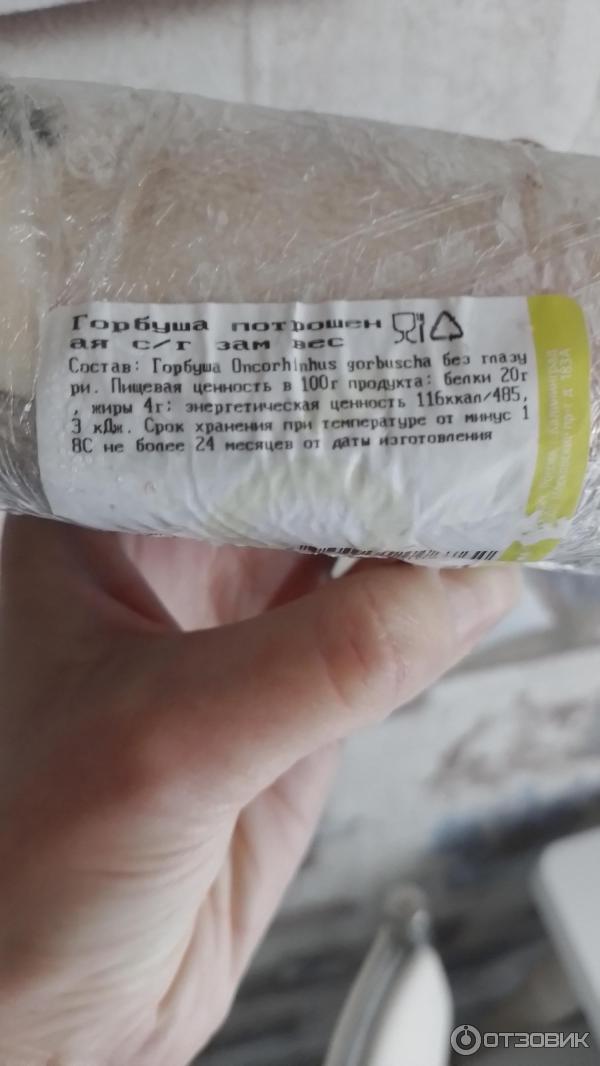 Горбуша потрошен
ая с/г зам вес
Состав: Горбуша Oncorhinhus gorbuscha без глазу
ри. Пищевая ценность в 100г продукта: белки 20г
, жиры 4г; энергетическая ценность 116ккал/485,
3 кДж. Срок хранения при температуре от минус 1
8С не более 24 месяцев от даты изготовления
Калининград
183А
ОТЗОВИК